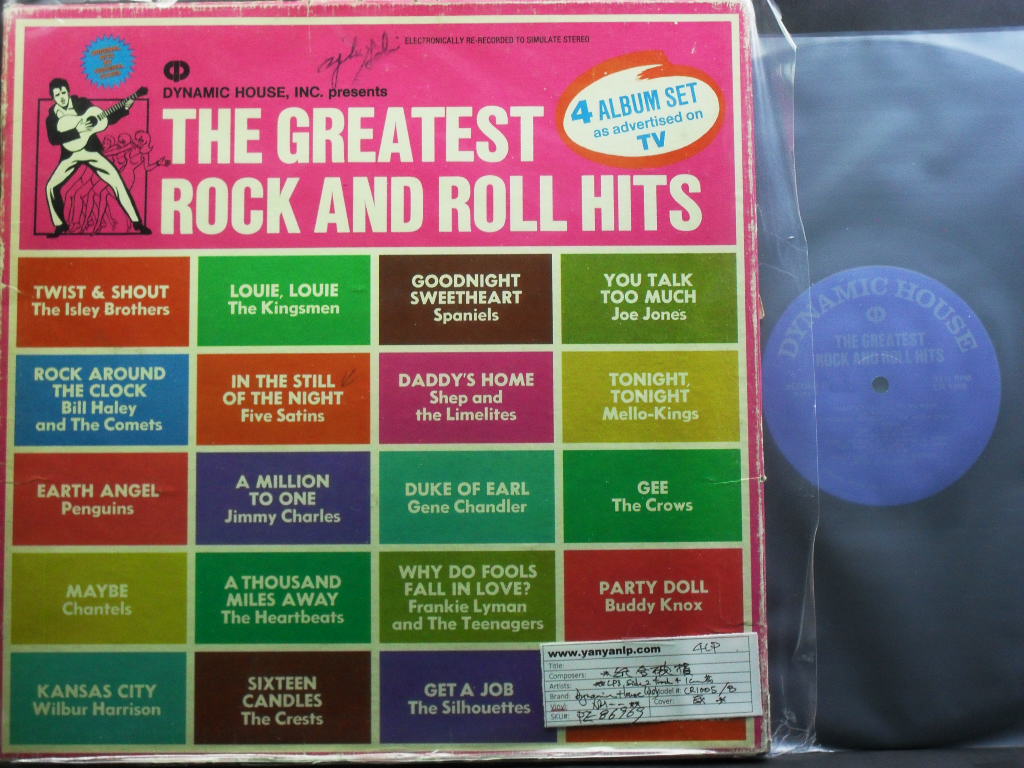 ELECTRONICALLY RE-RECORDED TO SIMULATE STEREO
DYNAMIC HOUSE, INC. presents
THE GREATEST
ROCK AND ROLL HITS
4 ALBUM SET
as advertised on
TV
TWIST & SHOUT
The Isley Brothers
LOUIE, LOUIE
The Kingsmen
GOODNIGHT
SWEETHEART
Spaniels
YOU TALK
TOO MUCH
Joe Jones
ROCK AROUND
THE CLOCK
Bill Haley
and The Comets
IN THE STILL
OF THE NIGHT
Five Satins
DADDY'S HOME
Shep and
the Limelites
TONIGHT,
TONIGHT
Mello-Kings
EARTH ANGEL
Penguins
A MILLION
TO ONE
Jimmy Charles
DUKE OF EARL
Gene Chandler
GEE
The Crows
MAYBE
Chantels
A THOUSAND
MILES AWAY
The Heartbeats
WHY DO FOOLS
FALL IN LOVE?
Frankie Lyman
and The Teenagers
PARTY DOLL
Buddy Knox
KANSAS CITY
Wilbur Harrison
SIXTEEN
CANDLES
The Crests
GET A JOB
The Silhouettes
www.yanyanlp.com 4LP
Title:
Composers:
Artists:
Brand: Model#: CR1005/8
Vinyl: Cover:
SKU#: PZ-86969
DYNAMIC HOUSE
THE GREATEST
ROCK AND ROLL HITS